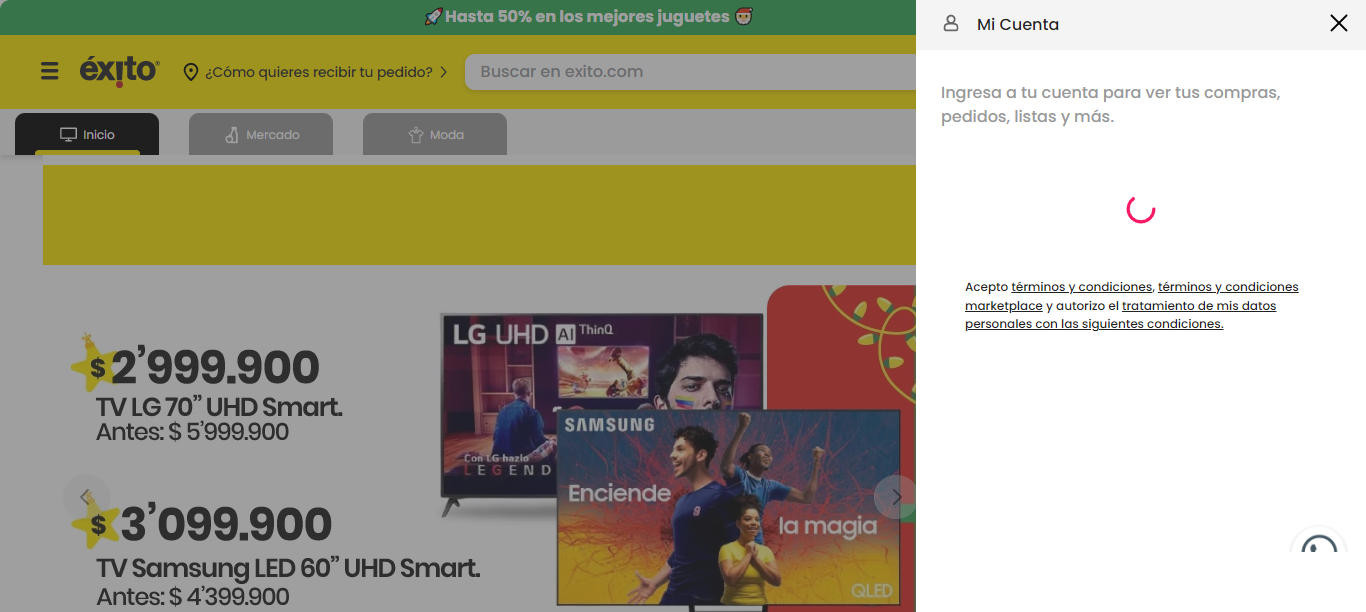 Hasta 50% en los mejores juguetes
Mi Cuenta
éxito
¿Cómo quieres recibir tu pedido?
Buscar en exito.com
Inicio
Mercado
Moda
Ingresa a tu cuenta para ver tus compras,
pedidos, listas y más.
Acepto términos y condiciones, términos y condiciones
marketplace y autorizo el tratamiento de mis datos
personales con las siguientes condiciones.
$ 2’999.900
TV LG 70” UHD Smart.
Antes: $ 5’999.900
$ 3’099.900
TV Samsung LED 60” UHD Smart.
Antes: $ 4’399.900
LG UHD AI ThinQ
Con LG hazlo
LEGEND
SAMSUNG
Enciende
la magia
QLED